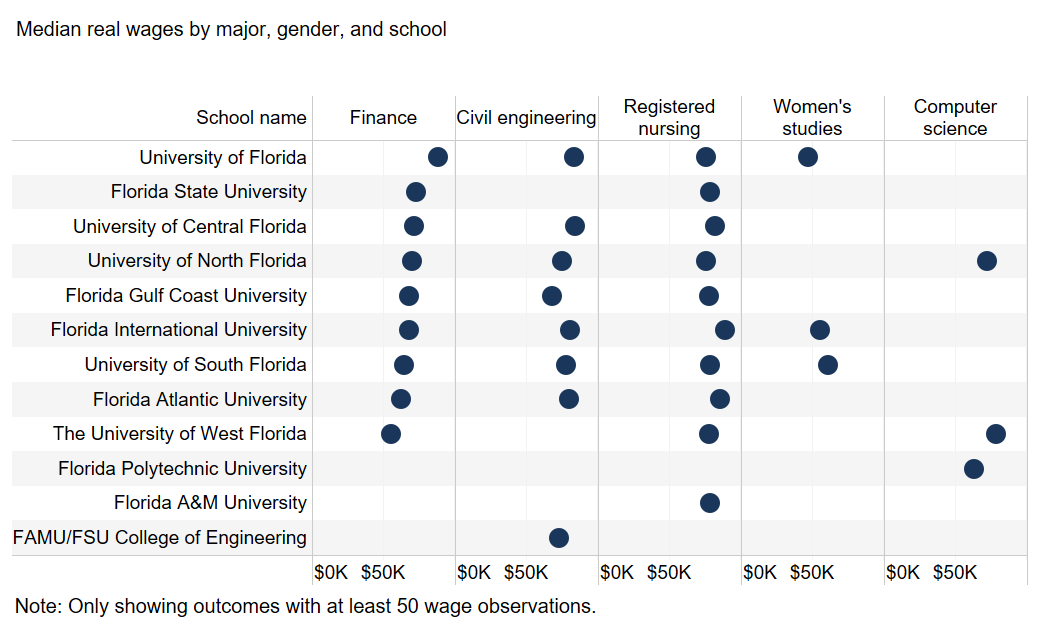 Median real wages by major, gender, and school
School name Finance Civil engineering Registered nursing Women's studies Computer science
University of Florida
Florida State University
University of Central Florida
University of North Florida
Florida Gulf Coast University
Florida International University
University of South Florida
Florida Atlantic University
The University of West Florida
Florida Polytechnic University
Florida A&M University
FAMU/FSU College of Engineering
$0K $50K $0K $50K $0K $50K $0K $50K $0K $50K
Note: Only showing outcomes with at least 50 wage observations.